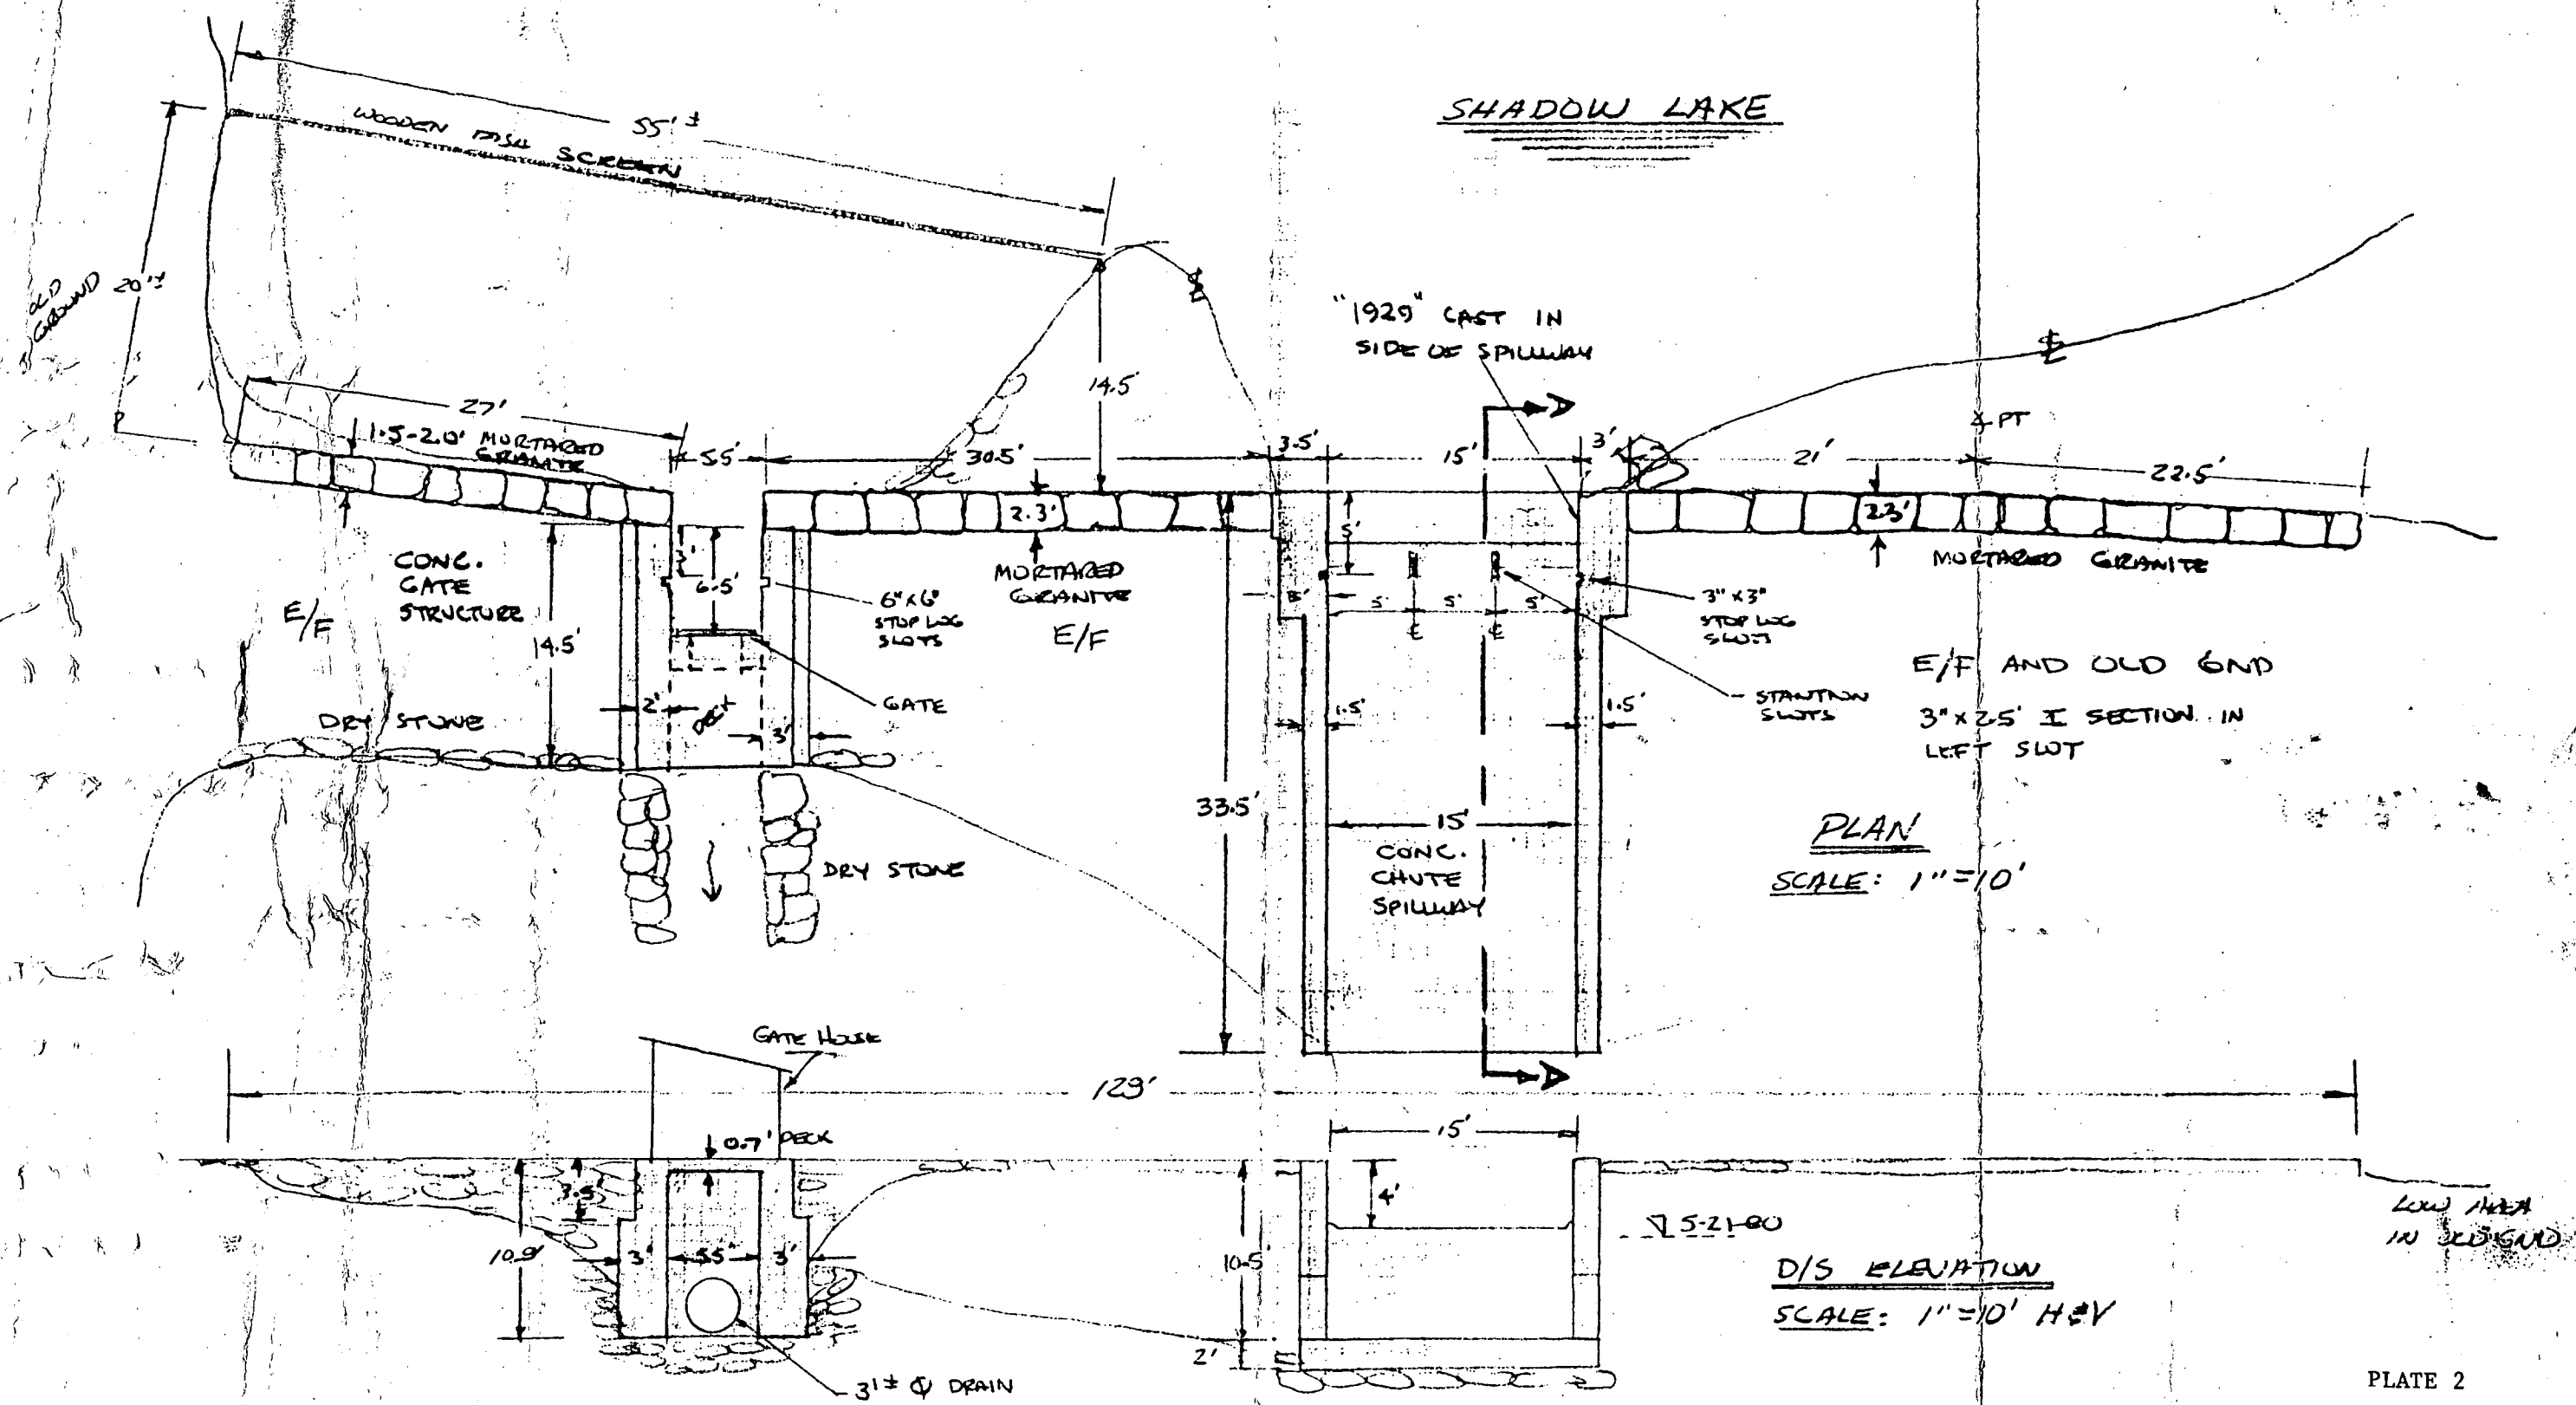 SHADOW LAKE
55'±
WOODEN FISH SCREEN
OLD
GROUND
20'±
"1929" CAST IN
SIDE OF SPILLWAY
14.5'
27'
1.5-2.0' MORTARED
GRANITE
5.5'
30.5'
3.5'
15'
3'
21'
PT
22.5'
2.3'
2.3'
5'
CONC.
GATE
STRUCTURE
E/F
14.5'
6.5'
6"x6"
STOP LOG
SLOTS
MORTARED
GRANITE
E/F
5'
5'
5'
3"x3"
STOP LOG
SLOTS
MORTARED GRANITE
E/F AND OLD GND
3"x2.5' I SECTION IN
LEFT SLOT
STANTION
SLOTS
GATE
2'
3'
1.5'
1.5'
DRY STONE
33.5'
15'
CONC.
CHUTE
SPILLWAY
PLAN
SCALE: 1"=10'
DRY STONE
GATE HOUSE
D
D
129'
0.7' DECK
15'
3.5'
4'
10.9'
3'
5.5'
3'
10.5'
5-21-80
LOW AREA
IN OLD GND
D/S ELEVATION
SCALE: 1"=10' H&V
2'
3'± Φ DRAIN
PLATE 2